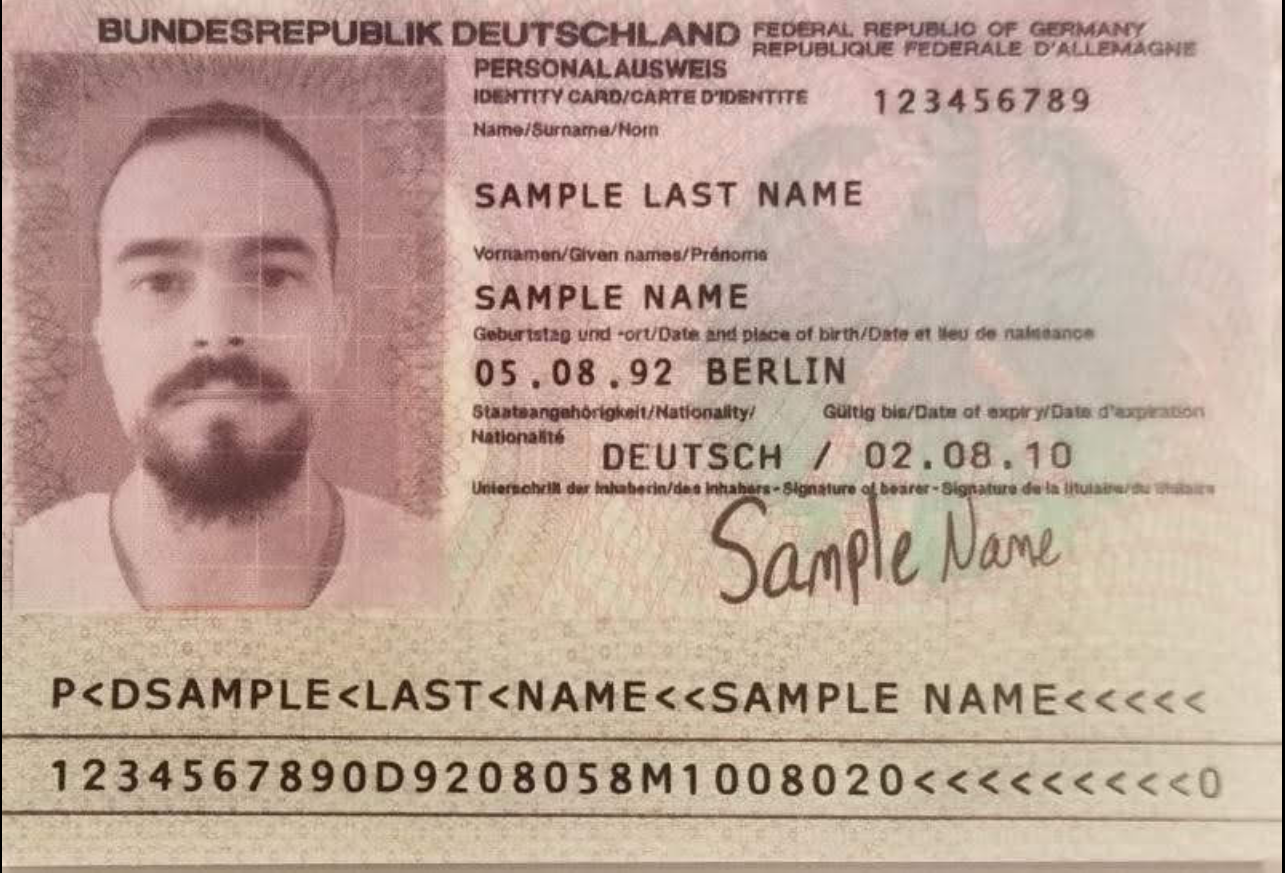 BUNDESREPUBLIK DEUTSCHLAND FEDERAL REPUBLIC OF GERMANY
REPUBLIQUE FEDERALE D'ALLEMAGNE
PERSONALAUSWEIS
IDENTITY CARD/CARTE D'IDENTITE 123456789
Name/Surname/Nom
SAMPLE LAST NAME
Vornamen/Given names/Prénoms
SAMPLE NAME
Geburtstag und -ort/Date and place of birth/Date et lieu de naissance
05.08.92 BERLIN
Staatsangehörigkeit/Nationality/ Gültig bis/Date of expiry/Date d'expiration
Nationalité
DEUTSCH / 02.08.10
Unterschrift der Inhaberin/des Inhabers - Signature of bearer - Signature de la titulaire/du titulaire
Sample Name
P<DSAMPLE<LAST<NAME<<SAMPLE NAME<<<<<
1234567890D9208058M1008020<<<<<<<<<<0